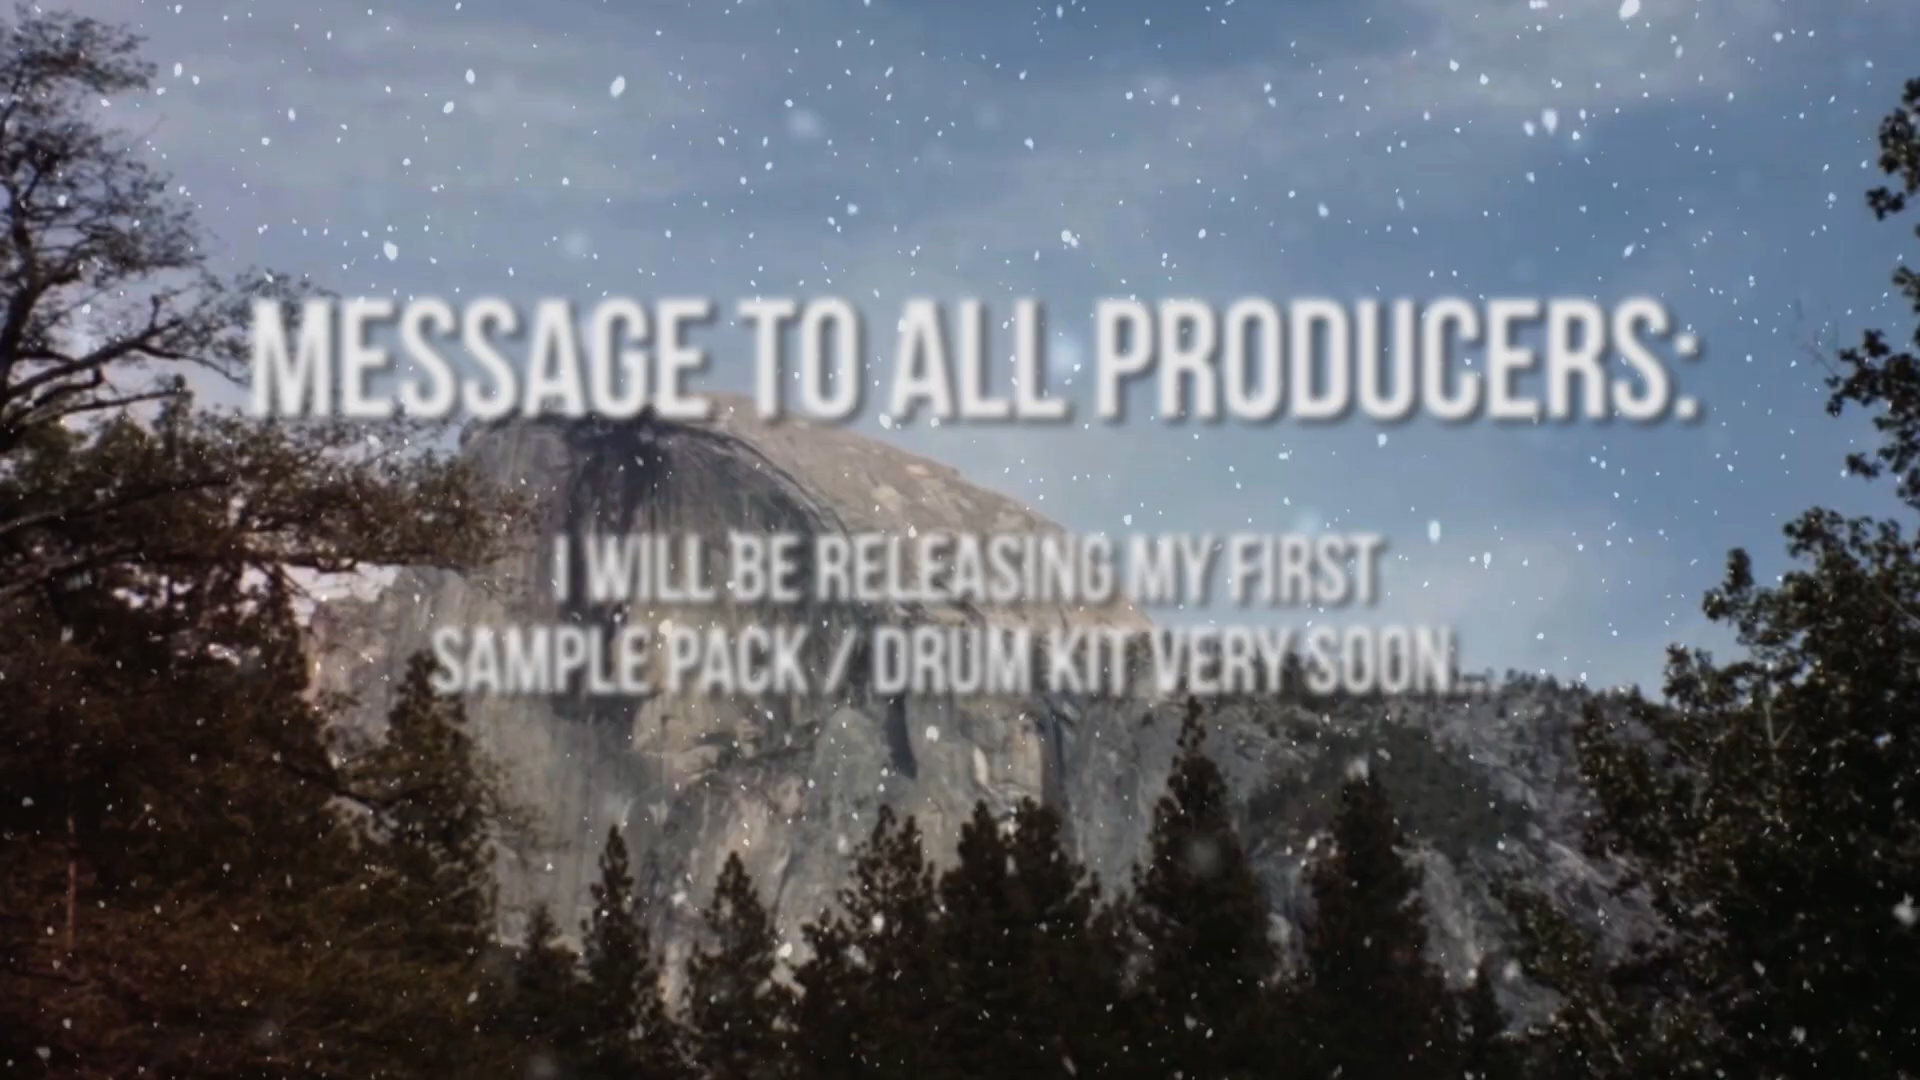 MESSAGE TO ALL PRODUCERS:
I WILL BE RELEASING MY FIRST
SAMPLE PACK / DRUM KIT VERY SOON...